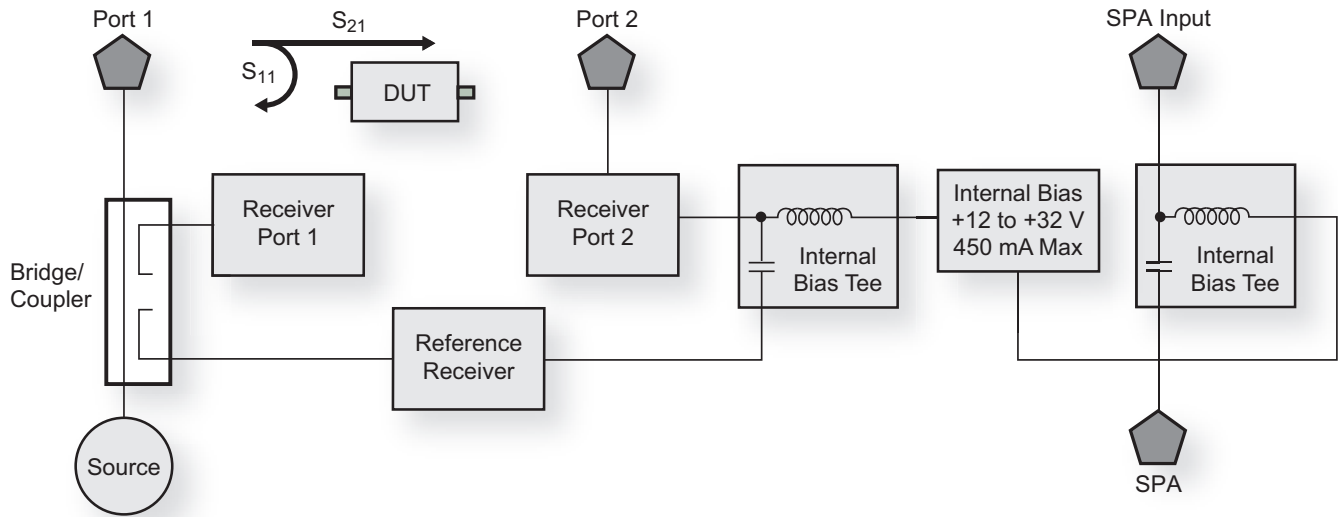 Port 1
S21
S11
DUT
Port 2
SPA Input
Receiver
Port 1
Receiver
Port 2
Internal
Bias Tee
Internal Bias
+12 to +32 V
450 mA Max
Internal
Bias Tee
Bridge/
Coupler
Reference
Receiver
Source
SPA